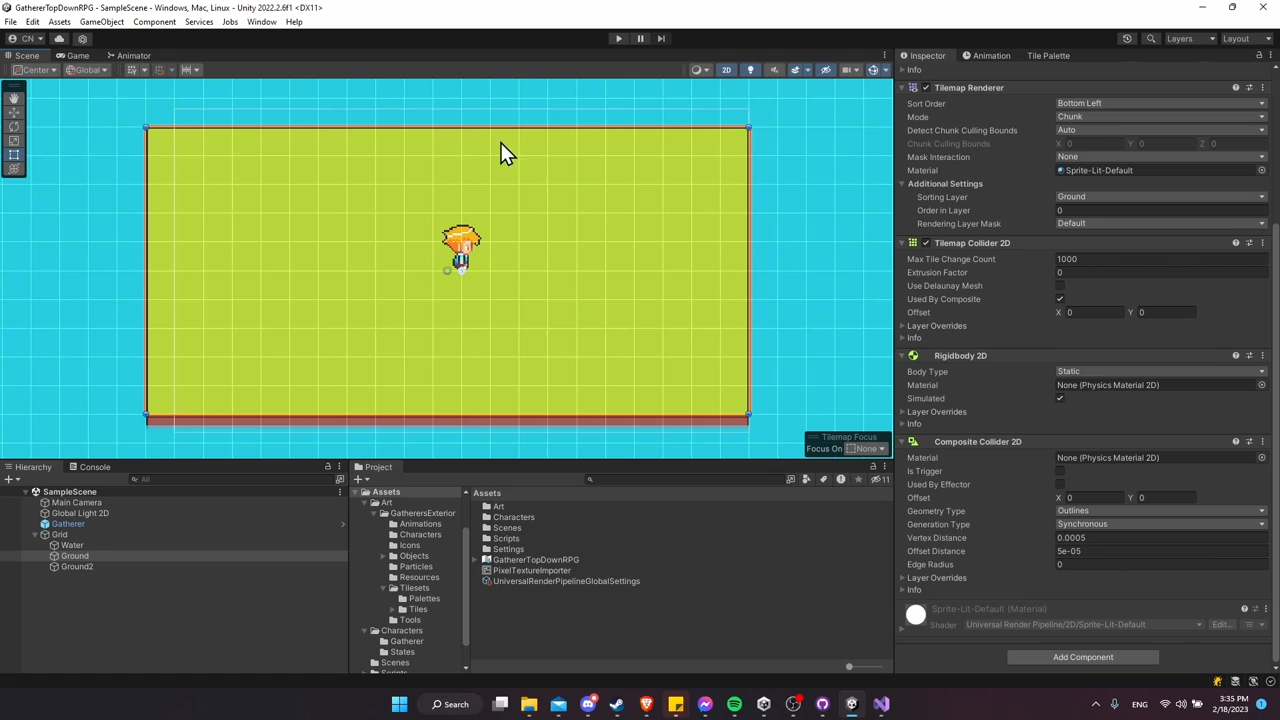 GathererTopDownRPG - SampleScene - Windows, Mac, Linux - Unity 2022.2.6f1 <DX11>
File Edit Assets GameObject Component Services Jobs Window Help
CN Layers Layout
Scene Game Animator
Center Global 2D
Tilemap Focus
Focus On None
Inspector Animation Tile Palette
Info
Tilemap Renderer
Sort Order Bottom Left
Mode Chunk
Detect Chunk Culling Bounds Auto
Chunk Culling Bounds X 0 Y 0 Z 0
Mask Interaction None
Material Sprite-Lit-Default
Additional Settings
Sorting Layer Ground
Order in Layer 0
Rendering Layer Mask Default
Tilemap Collider 2D
Max Tile Change Count 1000
Extrusion Factor 0
Use Delaunay Mesh
Used By Composite
Offset X 0 Y 0
Layer Overrides
Info
Rigidbody 2D
Body Type Static
Material None (Physics Material 2D)
Simulated
Layer Overrides
Info
Composite Collider 2D
Material None (Physics Material 2D)
Is Trigger
Used By Effector
Offset X 0 Y 0
Geometry Type Outlines
Generation Type Synchronous
Vertex Distance 0.0005
Offset Distance 5e-05
Edge Radius 0
Layer Overrides
Info
Sprite-Lit-Default (Material)
Shader Universal Render Pipeline/2D/Sprite-Lit-Default Edit...
Add Component
Hierarchy Console
All
SampleScene
Main Camera
Global Light 2D
Gatherer
Grid
Water
Ground
Ground2
Project
11
Assets
Art
GatherersExterior
Animations
Characters
Icons
Objects
Particles
Resources
Tilesets
Palettes
Tiles
Tools
Characters
Gatherer
States
Scenes
Scripts
Assets
Art
Characters
Scenes
Scripts
Settings
GathererTopDownRPG
PixelTextureImporter
UniversalRenderPipelineGlobalSettings
Search
3:35 PM
2/18/2023